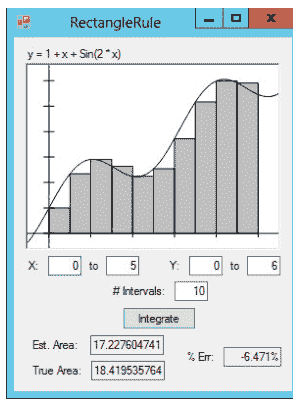 RectangleRule
y = 1 + x + Sin(2 * x)
X: 0 to 5 Y: 0 to 6
# Intervals: 10
Integrate
Est. Area: 17.227604741
% Err: -6.471%
True Area: 18.419535764